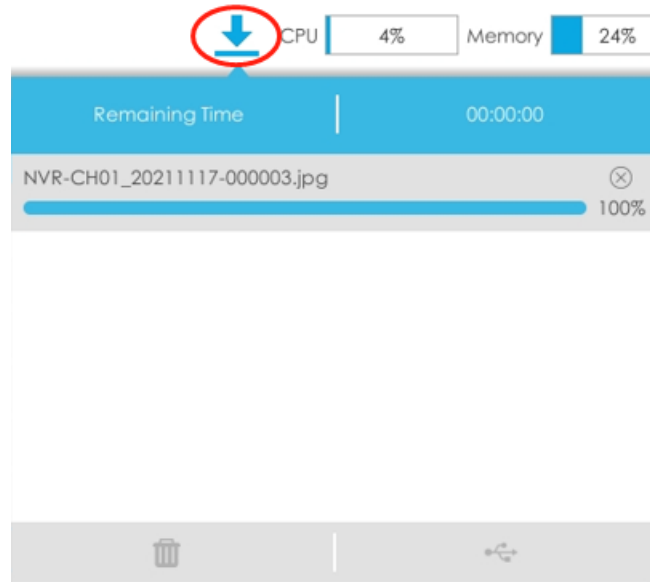 CPU 4% Memory 24%
Remaining Time 00:00:00
NVR-CH01_20211117-000003.jpg
100%